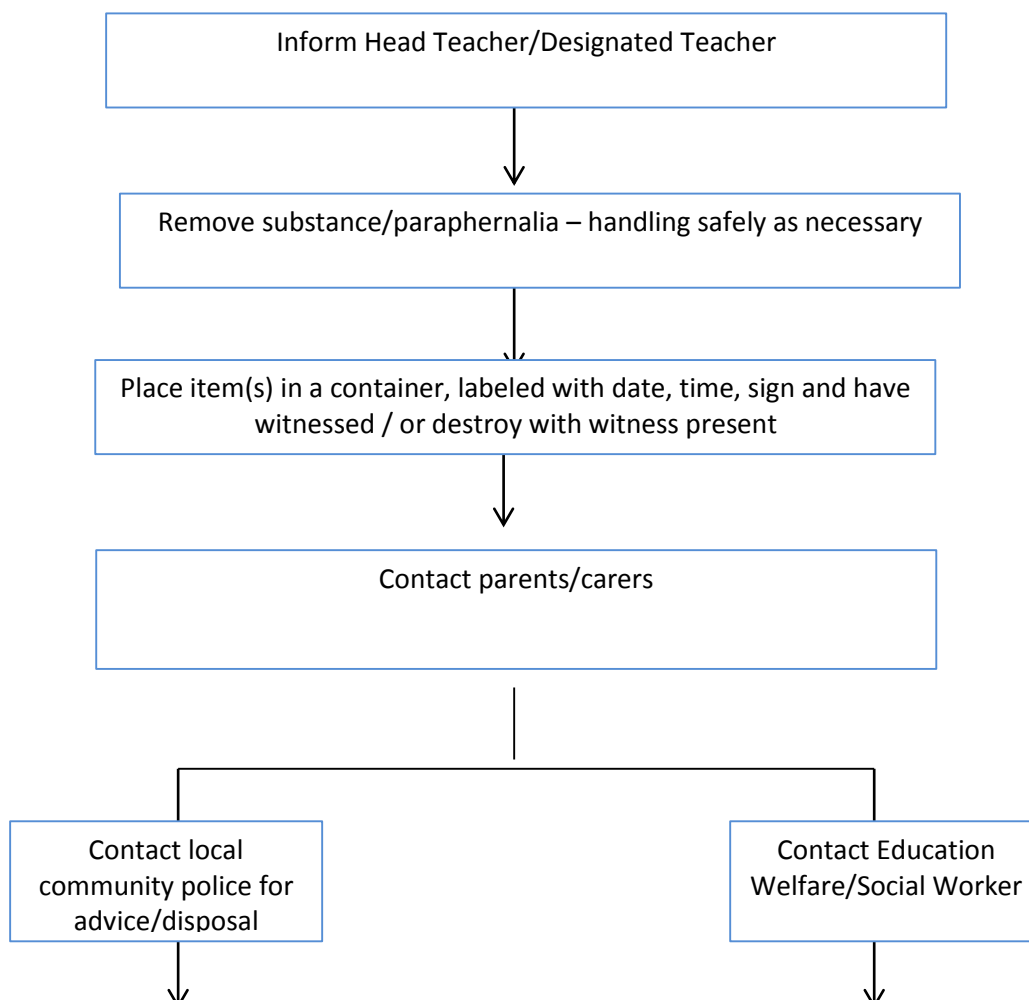 Inform Head Teacher/Designated Teacher
Remove substance/paraphernalia – handling safely as necessary
Place item(s) in a container, labeled with date, time, sign and have
witnessed / or destroy with witness present
Contact parents/carers
Contact local
community police for
advice/disposal
Contact Education
Welfare/Social Worker